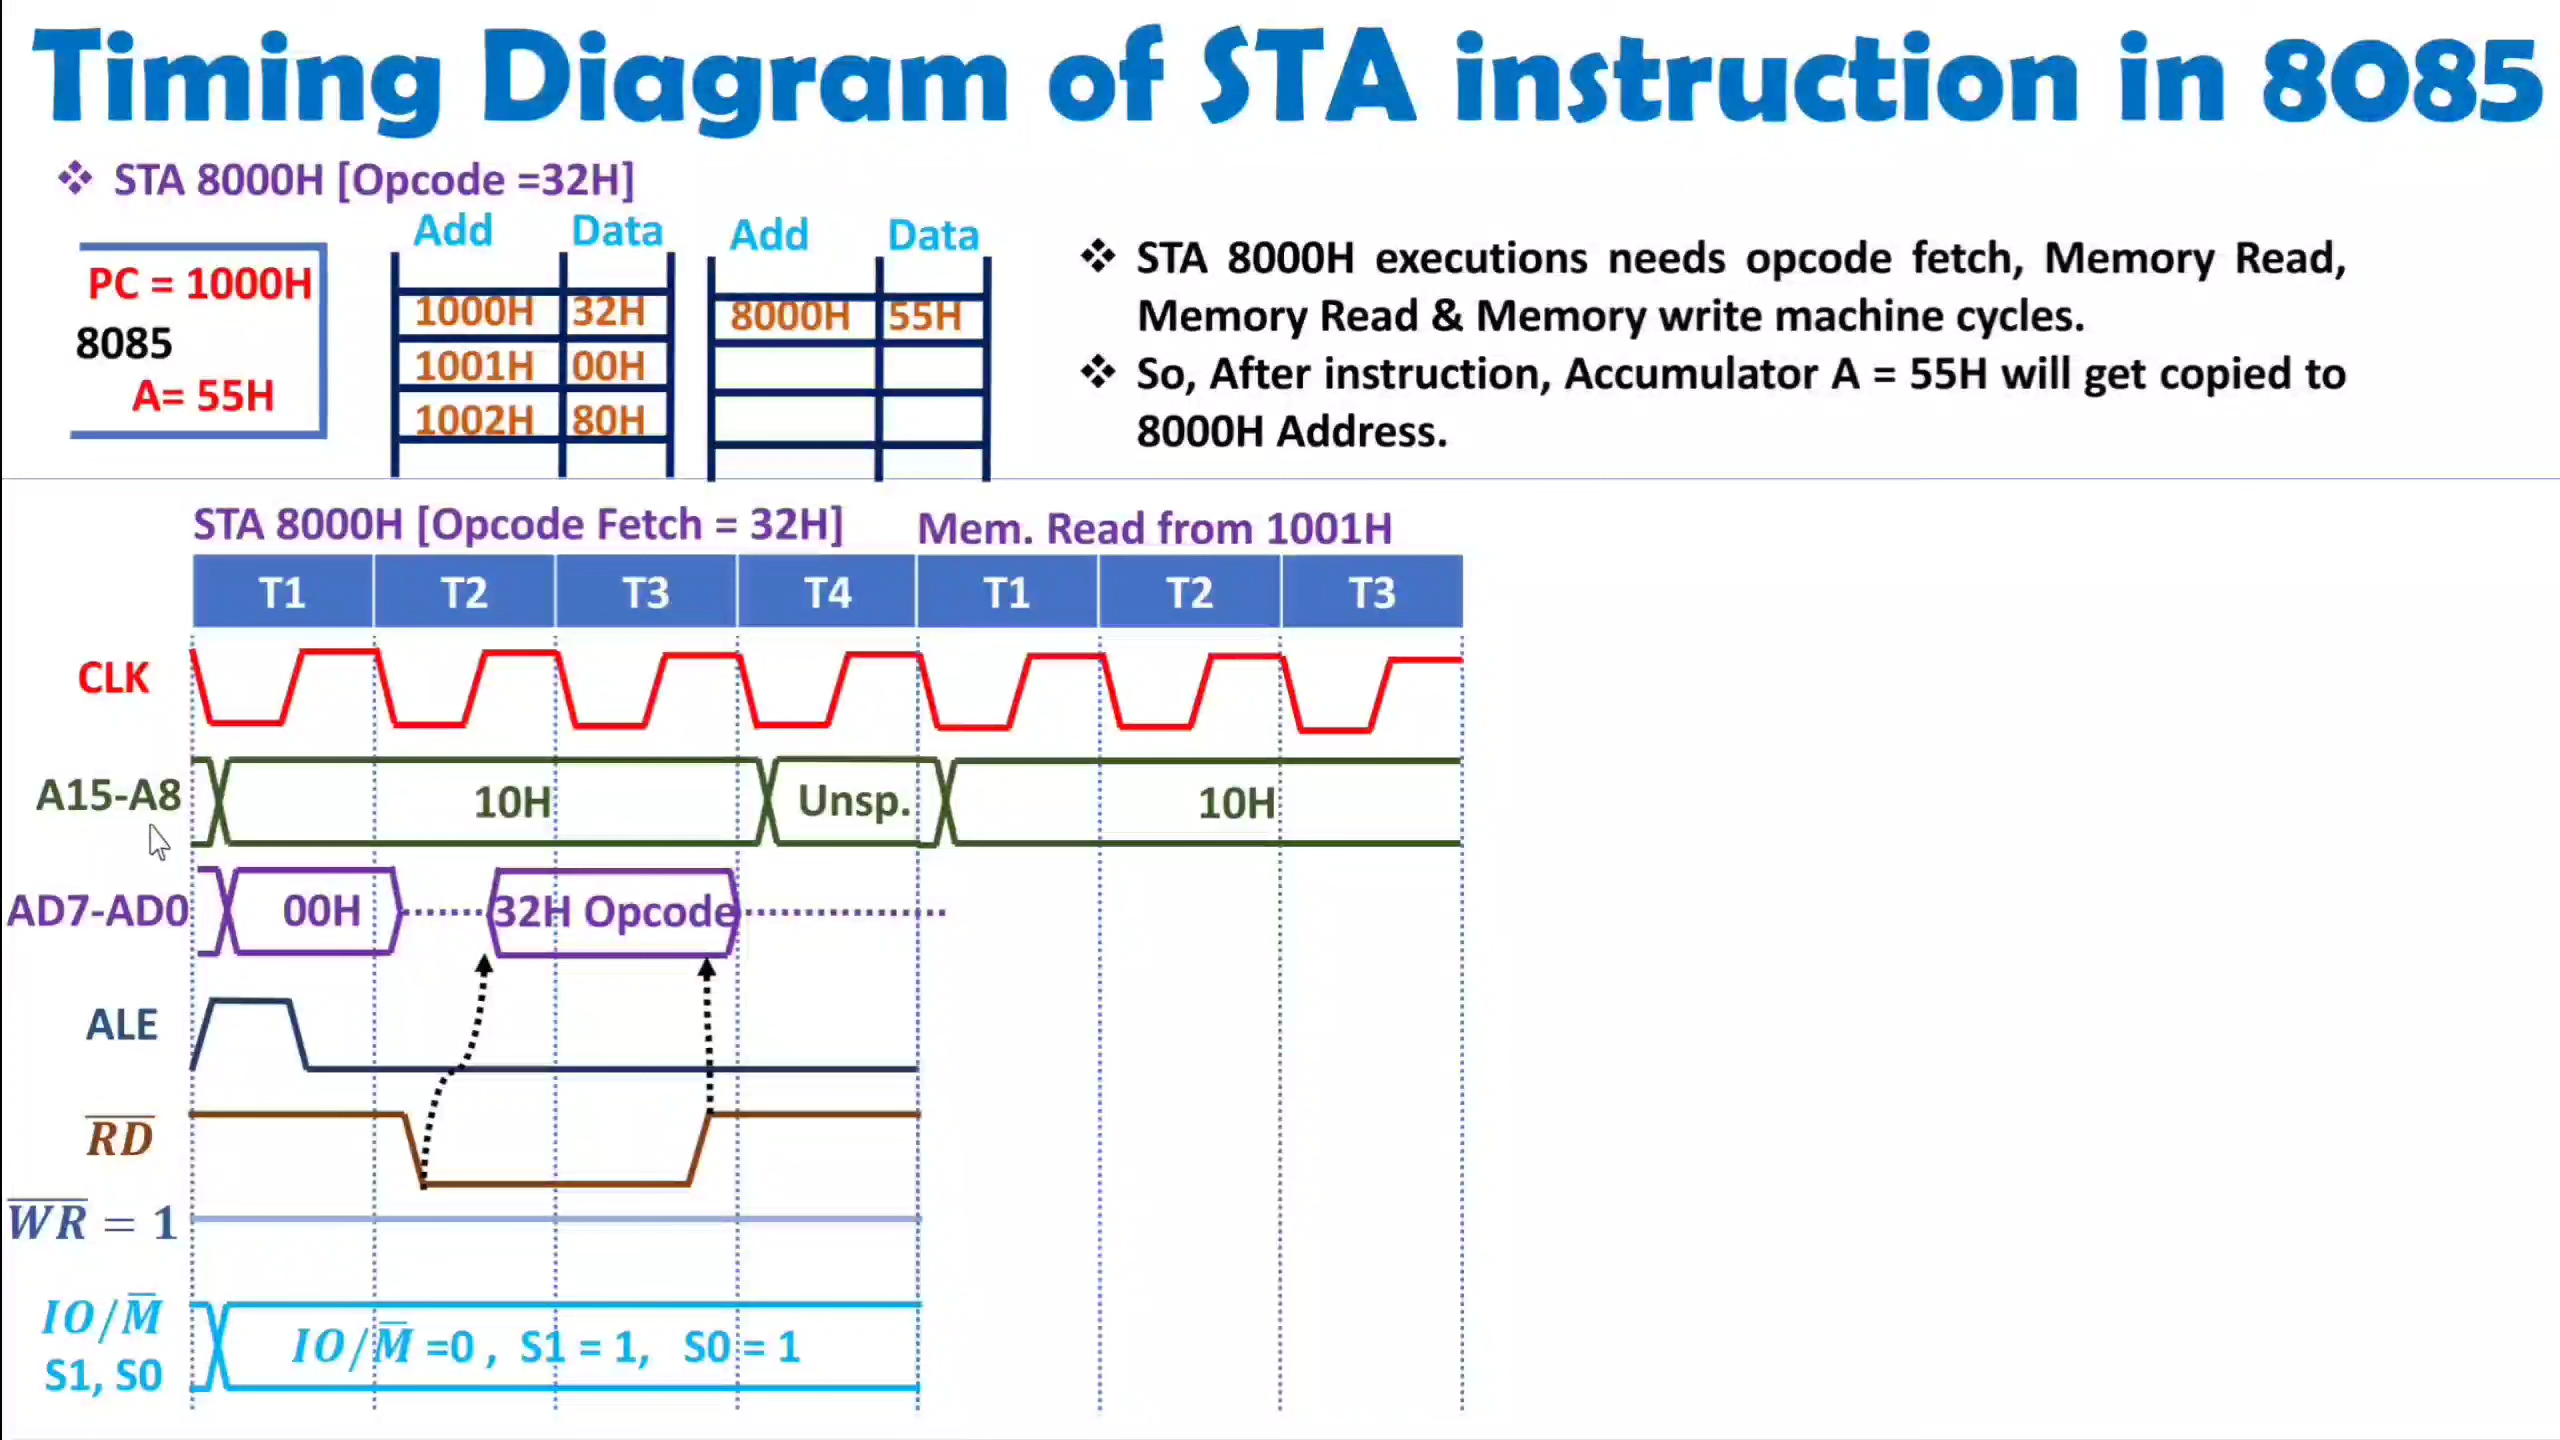 Timing Diagram of STA instruction in 8085
❖ STA 8000H [Opcode =32H]
PC = 1000H
8085
A= 55H
Add Data
1000H 32H
1001H 00H
1002H 80H
Add Data
8000H 55H
❖ STA 8000H executions needs opcode fetch, Memory Read,
Memory Read & Memory write machine cycles.
❖ So, After instruction, Accumulator A = 55H will get copied to
8000H Address.
STA 8000H [Opcode Fetch = 32H] Mem. Read from 1001H
T1 T2 T3 T4 T1 T2 T3
CLK
A15-A8 10H Unsp. 10H
AD7-AD0 00H 32H Opcode
ALE
R̅D̅
W̅R̅ = 1
IO/M̅
S1, S0
IO/M̅ =0 , S1 = 1, S0 = 1